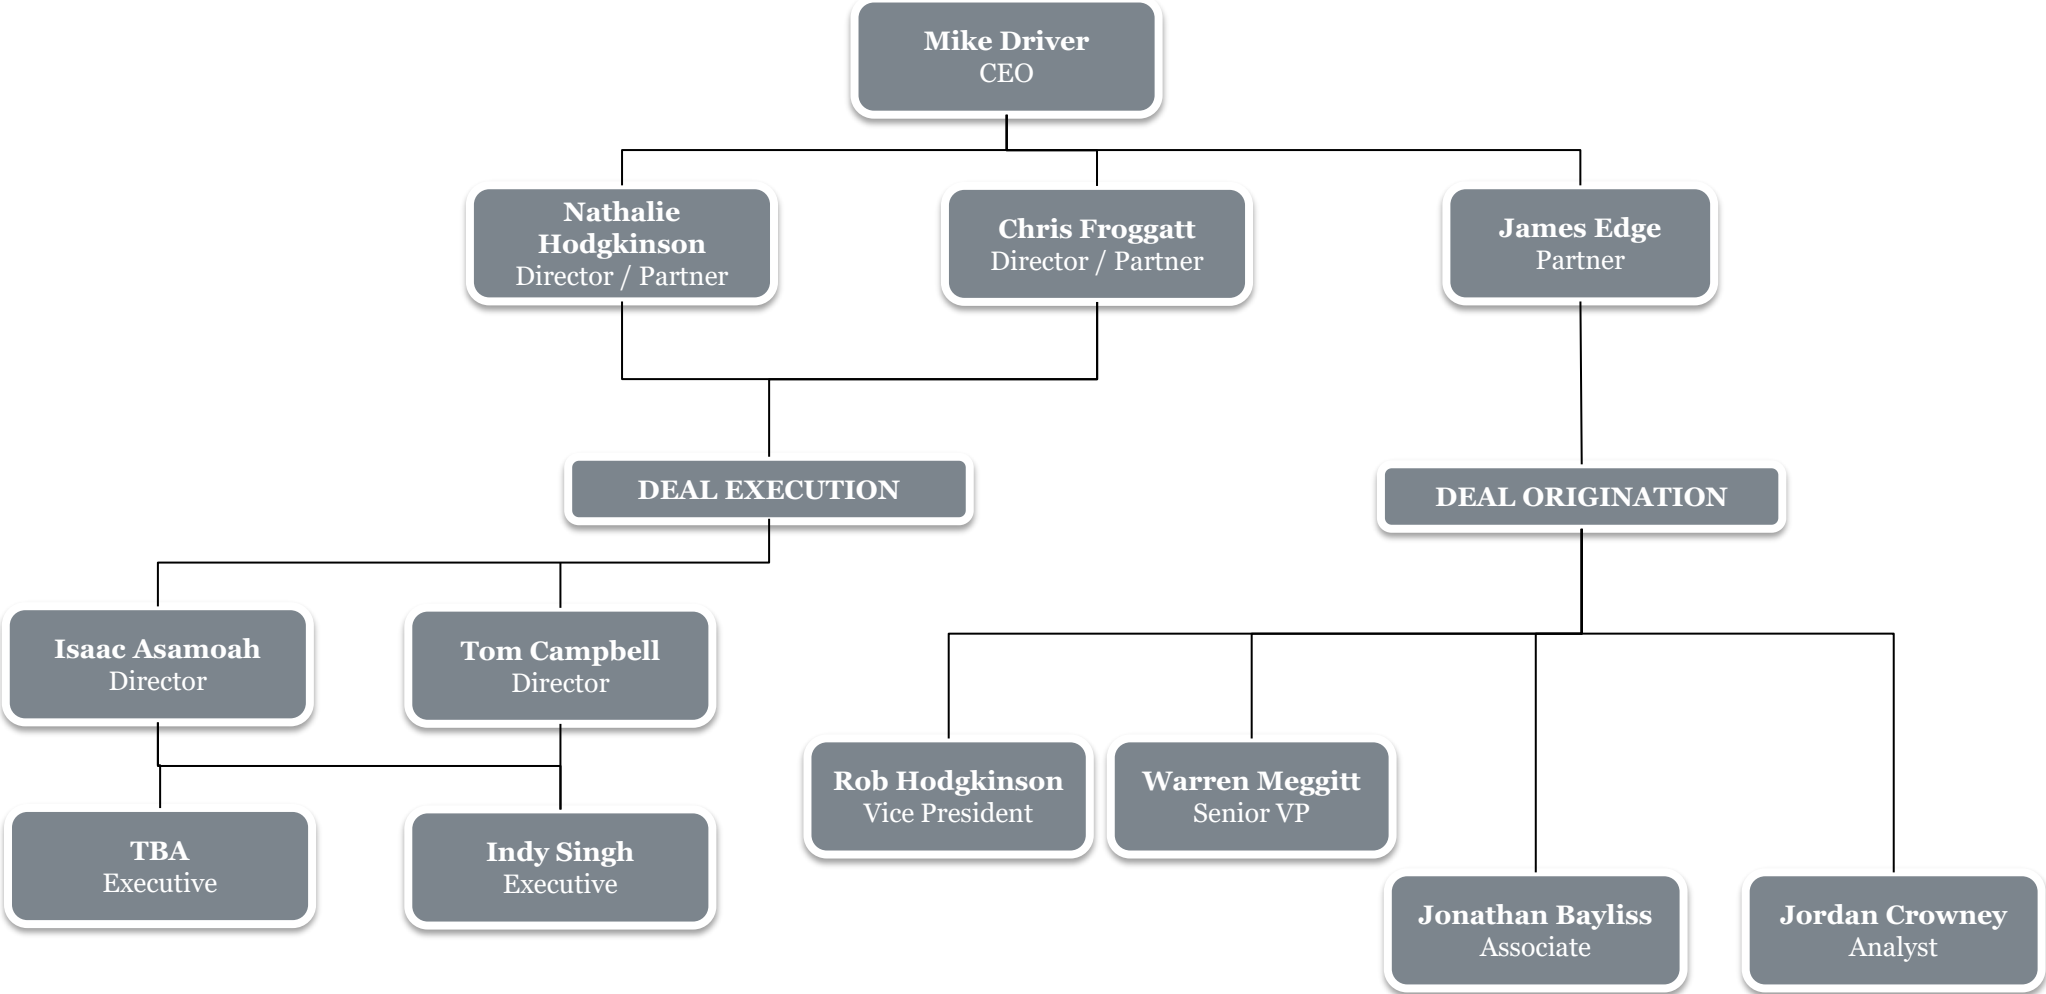 Mike Driver
CEO
Nathalie
Hodgkinson
Director / Partner
Chris Froggatt
Director / Partner
James Edge
Partner
DEAL EXECUTION
DEAL ORIGINATION
Isaac Asamoah
Director
Tom Campbell
Director
Rob Hodgkinson
Vice President
Warren Meggitt
Senior VP
TBA
Executive
Indy Singh
Executive
Jonathan Bayliss
Associate
Jordan Crowney
Analyst